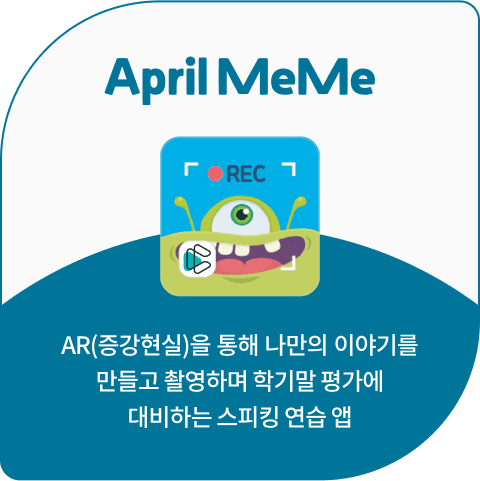 April MeMe
REC
AR(증강현실)을 통해 나만의 이야기를
만들고 촬영하며 학기말 평가에
대비하는 스피킹 연습 앱